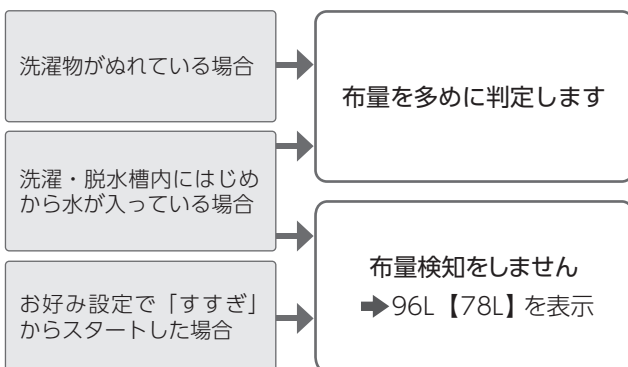 洗濯物がぬれている場合
布量を多めに判定します
洗濯・脱水槽内にはじめ
から水が入っている場合
布量検知をしません
➡96L【78L】を表示
お好み設定で「すすぎ」
からスタートした場合